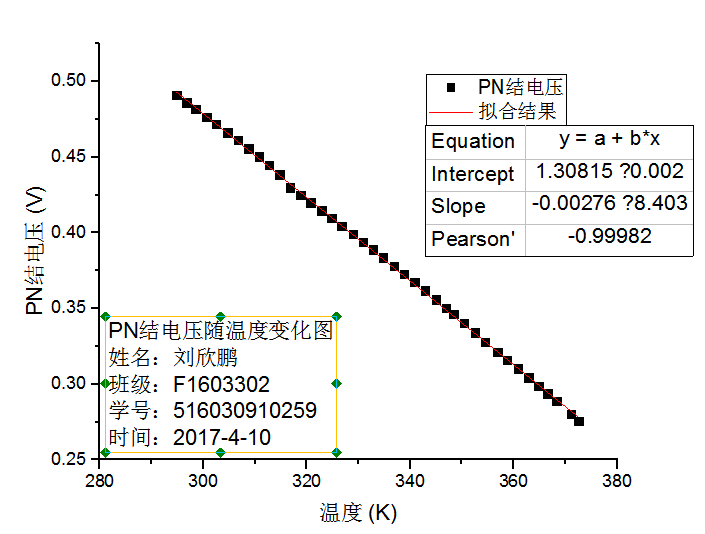 0.50
0.45
0.40
0.35
0.30
0.25
PN结电压 (V)
PN结电压
拟合结果
Equation y = a + b*x
Intercept 1.30815 ?0.002
Slope -0.00276 ?8.403
Pearson' -0.99982
PN结电压随温度变化图
姓名：刘欣鹏
班级：F1603302
学号：516030910259
时间：2017-4-10
280 300 320 340 360 380
温度 (K)